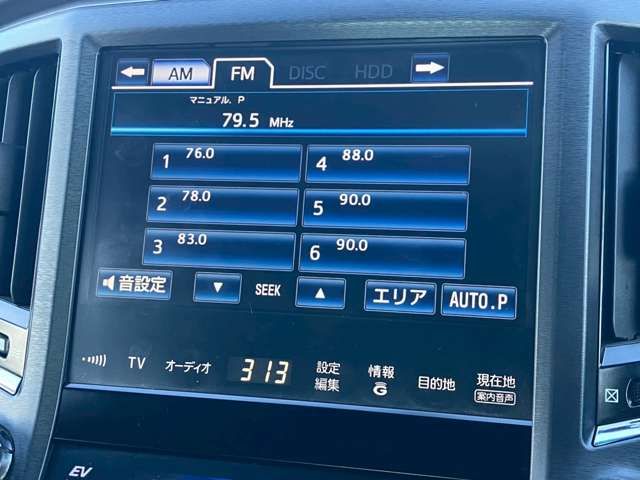 AM FM DISC HDD
マニュアル. P
79.5 MHz
1 76.0 4 88.0
2 78.0 5 90.0
3 83.0 6 90.0
音設定 ▼ SEEK ▲ エリア AUTO.P
TV オーディオ 313 設定 編集 情報 G 目的地 現在地 案内音声
EV